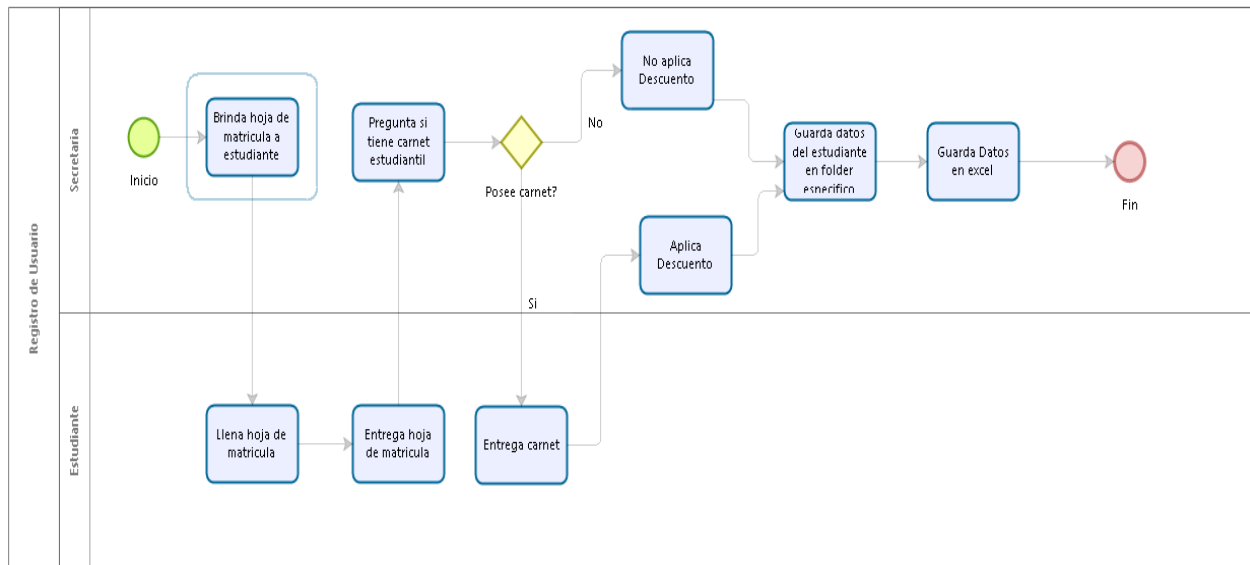 Registro de Usuario
Secretaria
Inicio
Brinda hoja de
matricula a
estudiante
Pregunta si
tiene carnet
estudiantil
Posee carnet?
No
Si
No aplica
Descuento
Aplica
Descuento
Guarda datos
del estudiante
en folder
especifico
Guarda Datos
en excel
Fin
Estudiante
Llena hoja de
matricula
Entrega hoja
de matricula
Entrega carnet